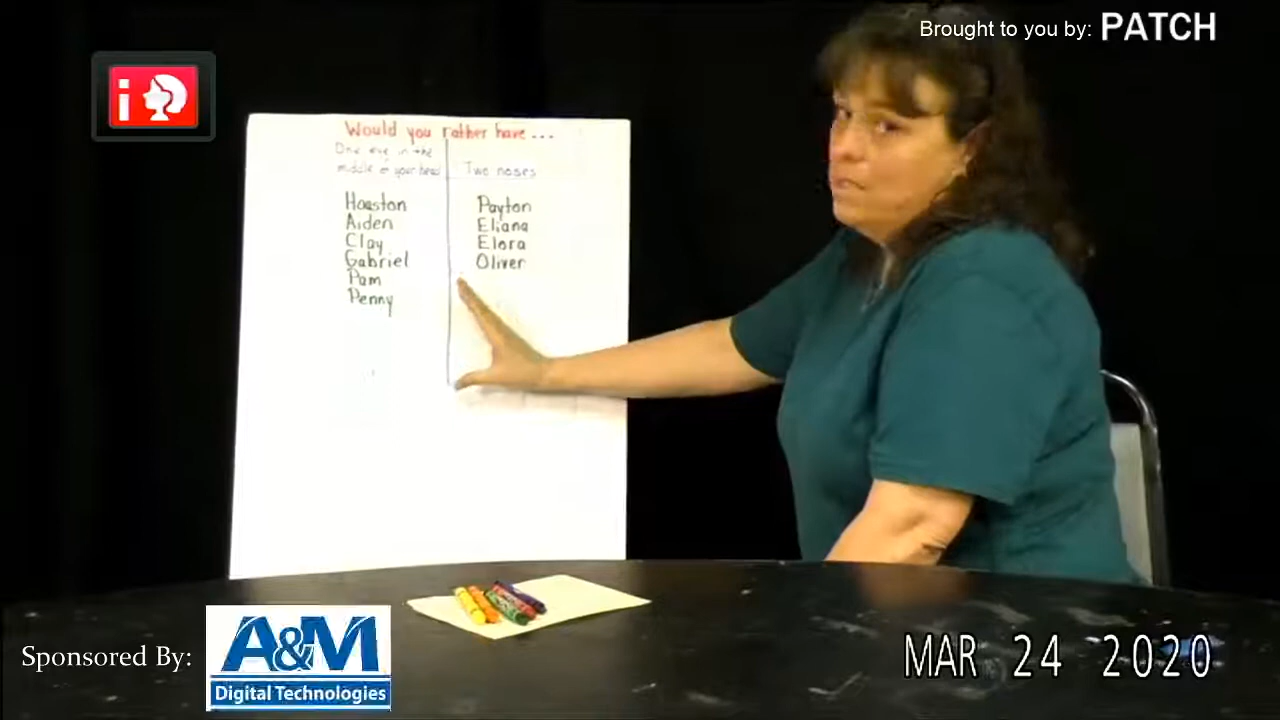 Brought to you by: PATCH
i
Would you rather have...
One eye in the
middle of your head
Two noses
Houston
Aiden
Clay
Gabriel
Pam
Penny
Payton
Eliana
Elora
Oliver
Sponsored By:
A&M
Digital Technologies
MAR 24 2020